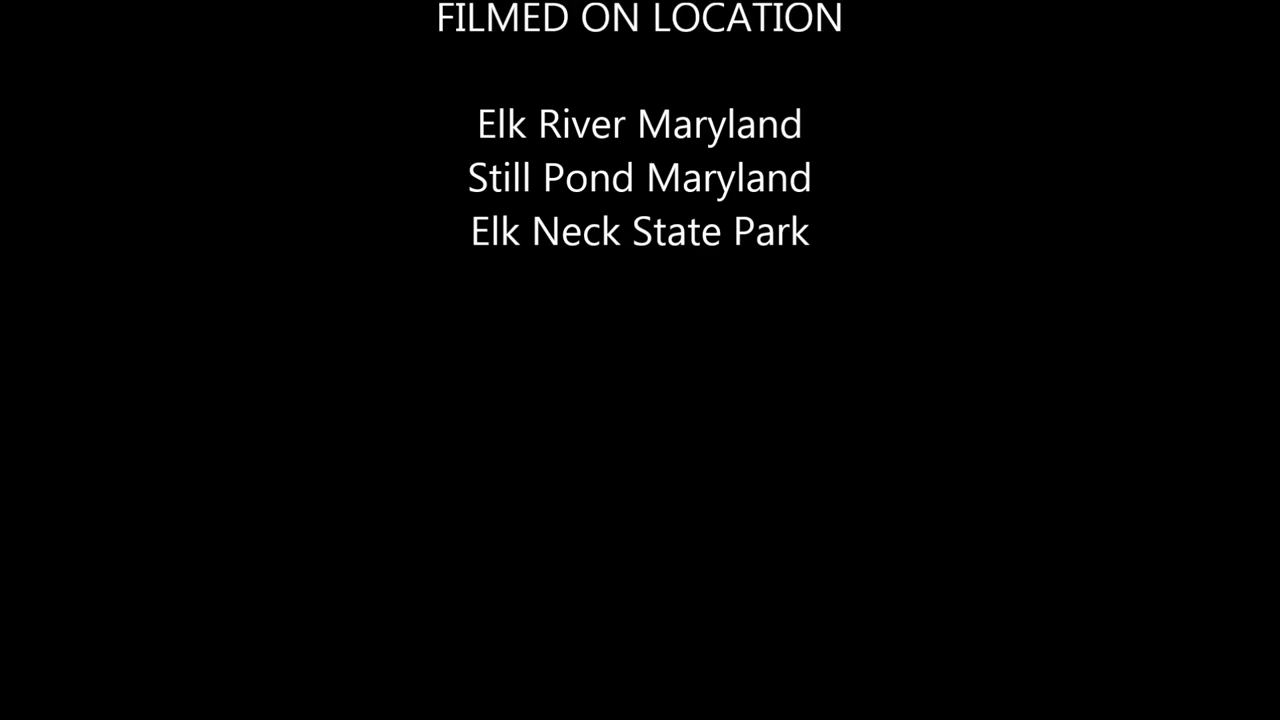 FILMED ON LOCATION
Elk River Maryland
Still Pond Maryland
Elk Neck State Park